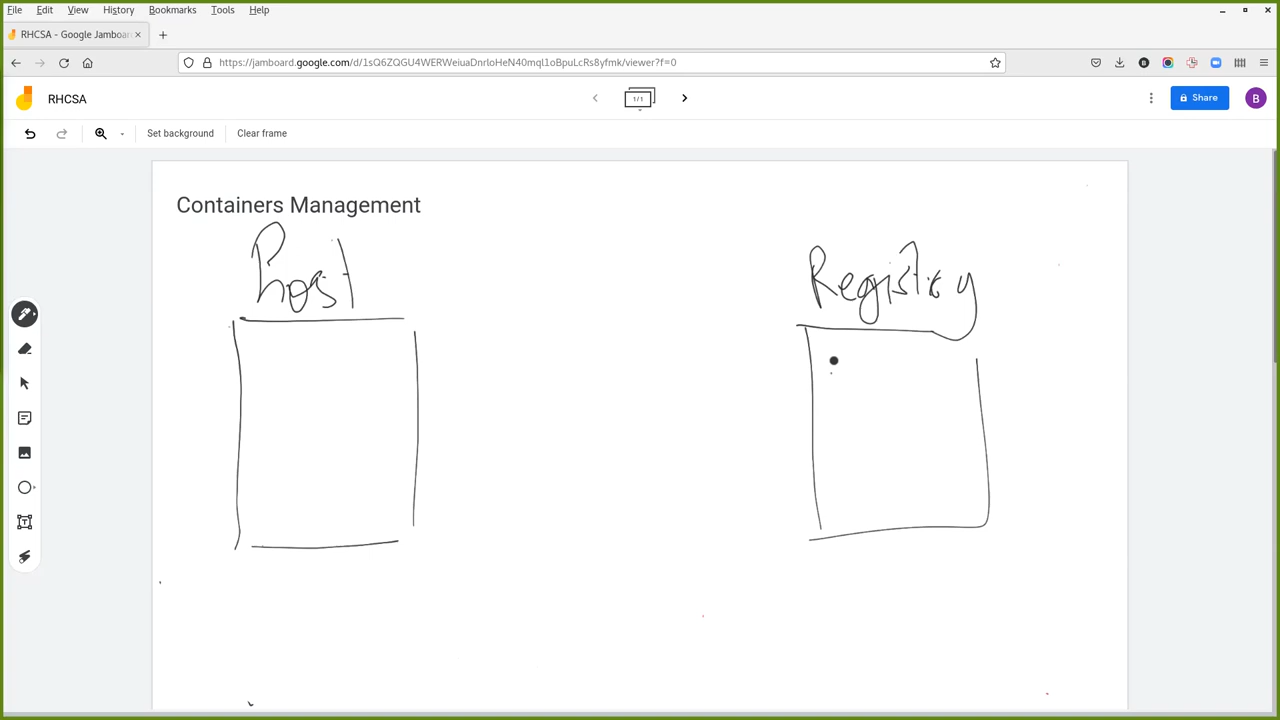 File Edit View History Bookmarks Tools Help
RHCSA - Google Jamboard
https://jamboard.google.com/d/1sQ6ZQGU4WERWeiuaDnrIoHeN40mql1oBpuLcRs8yfmk/viewer?f=0
RHCSA
1/1
Share
B
Set background Clear frame
Containers Management
host
Registry